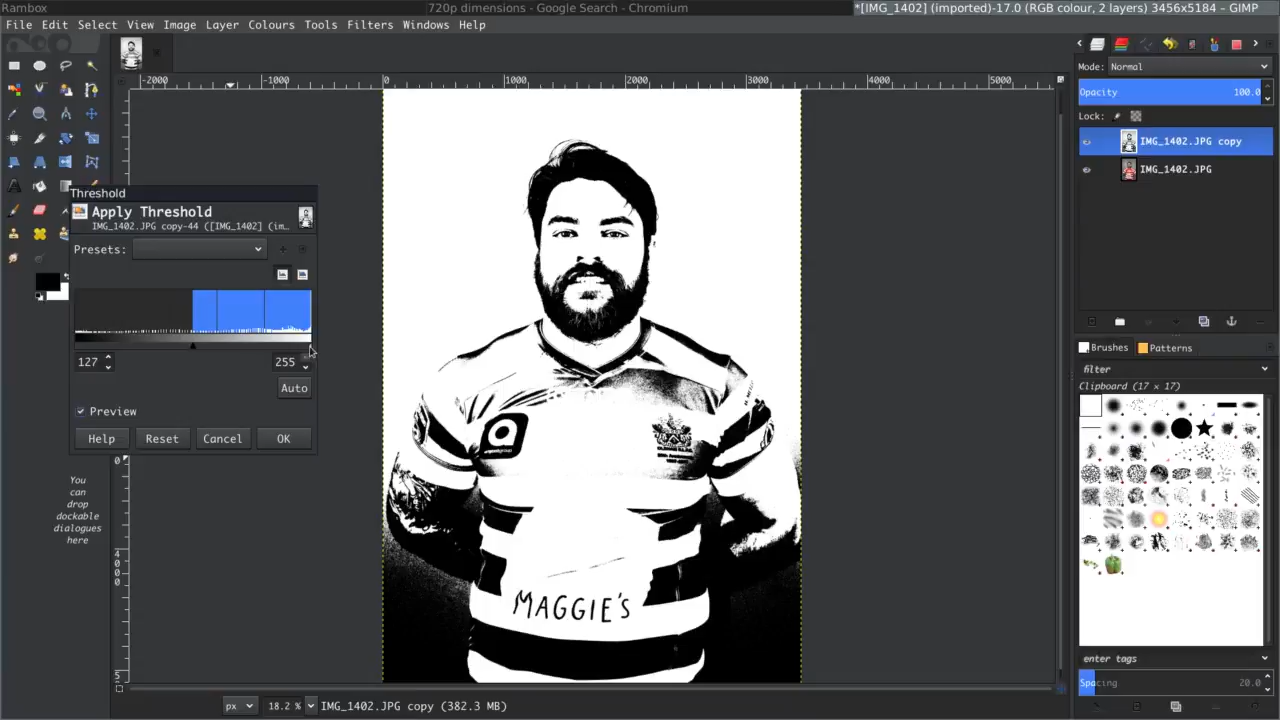 Rambox
720p dimensions - Google Search - Chromium
*[IMG_1402] (imported)-17.0 (RGB colour, 2 layers) 3456x5184 – GIMP
File Edit Select View Image Layer Colours Tools Filters Windows Help
-2000 -1000 0 1000 2000 3000 4000 5000
Mode: Normal
Opacity 100.0
Lock:
IMG_1402.JPG copy
IMG_1402.JPG
Threshold
Apply Threshold
IMG_1402.JPG copy-44 ([IMG_1402] (im...
Presets:
127 255
Auto
Preview
Help Reset Cancel OK
You
can
drop
dockable
dialogues
here
MAGGIE'S
Brushes Patterns
filter
Clipboard (17 × 17)
enter tags
Spacing 20.0
px 18.2 % IMG_1402.JPG copy (382.3 MB)